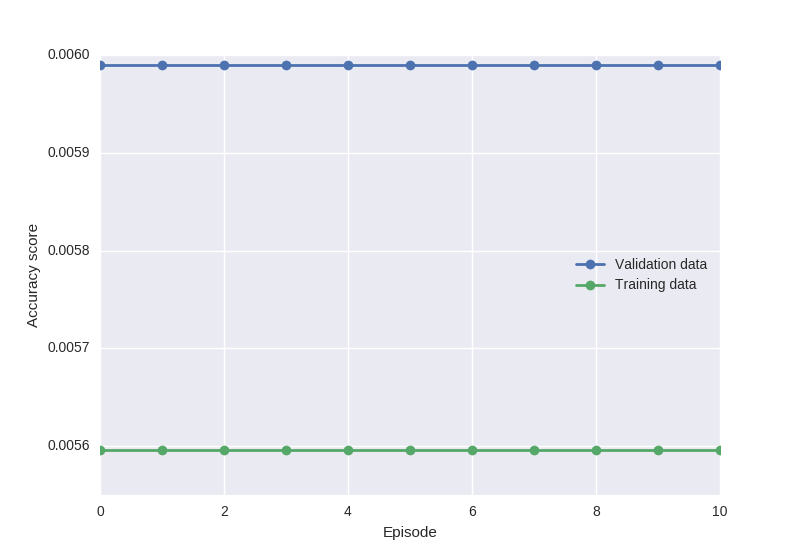 0.0060
0.0059
0.0058
0.0057
0.0056
Accuracy score
Validation data
Training data
0 2 4 6 8 10
Episode